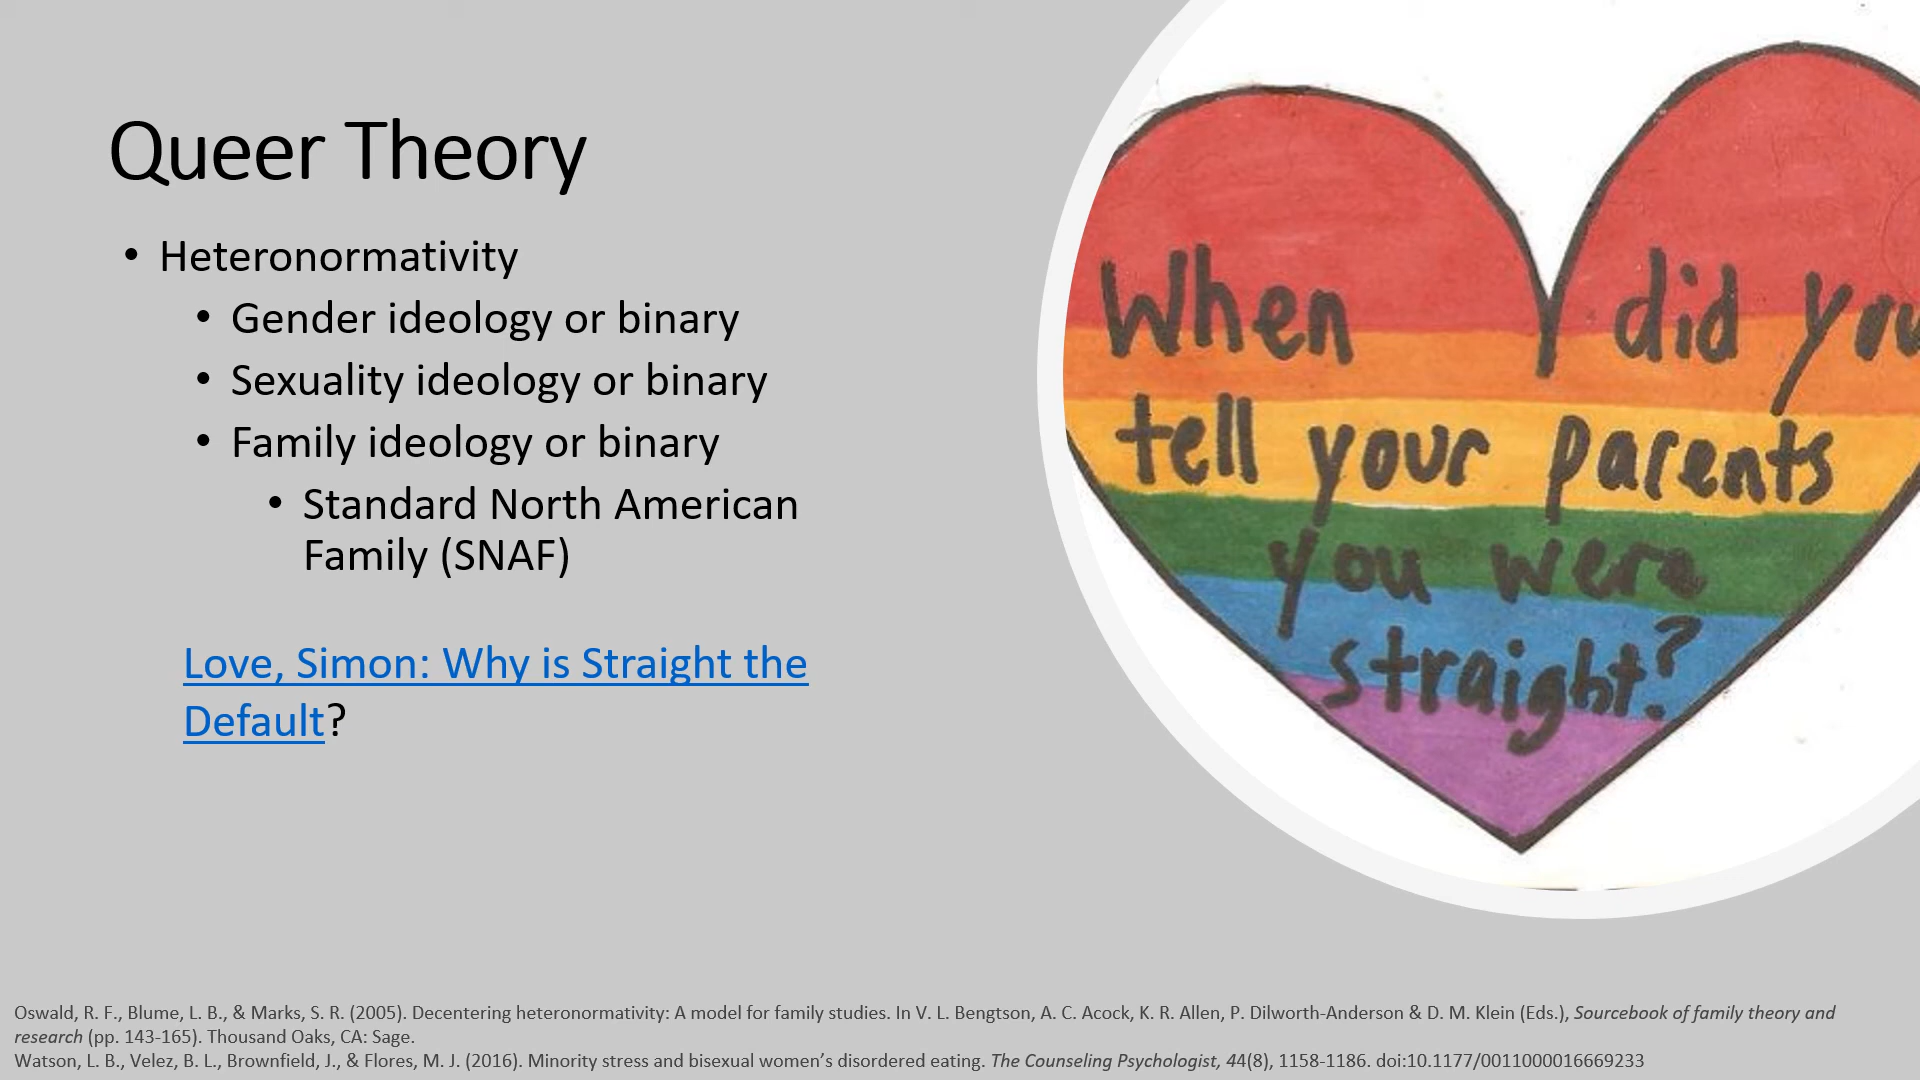 Queer Theory
• Heteronormativity
• Gender ideology or binary
• Sexuality ideology or binary
• Family ideology or binary
• Standard North American
Family (SNAF)
Love, Simon: Why is Straight the
Default?
When did you
tell your parents
you were
straight?
Oswald, R. F., Blume, L. B., & Marks, S. R. (2005). Decentering heteronormativity: A model for family studies. In V. L. Bengtson, A. C. Acock, K. R. Allen, P. Dilworth-Anderson & D. M. Klein (Eds.), Sourcebook of family theory and
research (pp. 143-165). Thousand Oaks, CA: Sage.
Watson, L. B., Velez, B. L., Brownfield, J., & Flores, M. J. (2016). Minority stress and bisexual women’s disordered eating. The Counseling Psychologist, 44(8), 1158-1186. doi:10.1177/0011000016669233